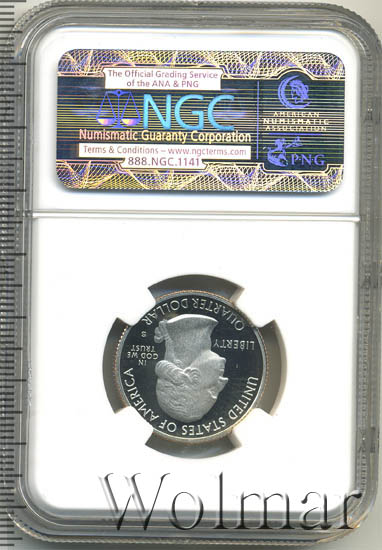 The Official Grading Service
of the ANA & PNG
NGC
Numismatic Guaranty Corporation
Terms & Conditions – www.ngcterms.com
888.NGC.1141
AMERICAN
NUMISMATIC
ASSOCIATION
PNG
UNITED STATES OF AMERICA
LIBERTY
IN
GOD WE
TRUST
S
QUARTER DOLLAR
Wolmar